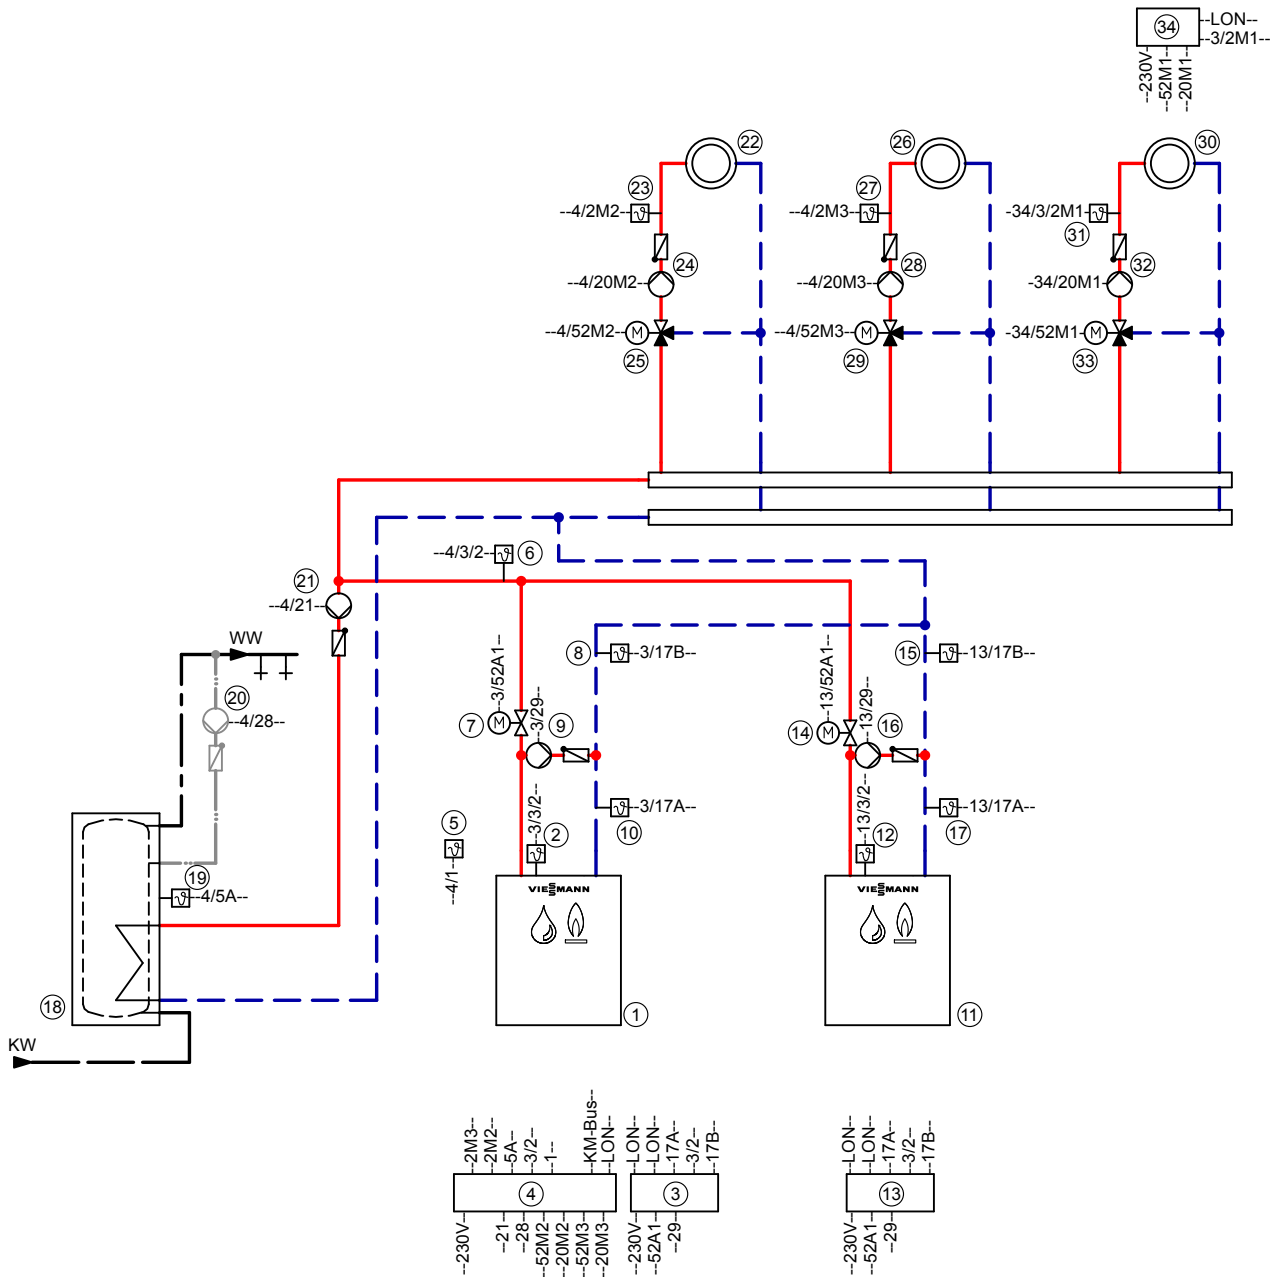 34
--LON--
--3/2M1--
--230V-
--52M1--
--20M1--
22
26
30
23
27
--4/2M2--
--4/2M3--
-34/3/2M1-
31
24
28
32
--4/20M2--
--4/20M3--
-34/20M1-
--4/52M2--
M
--4/52M3--
M
-34/52M1-
M
25
29
33
--4/3/2--
6
21
--4/21--
WW
8
--3/17B--
15
--13/17B--
--3/52A1--
--13/52A1--
20
--4/28--
7
M
--3/29--
9
14
M
--13/29--
16
5
--3/3/2--
2
--3/17A--
10
--13/3/2--
12
--13/17A--
17
19
--4/5A--
--4/1---
VIESMANN
VIESMANN
18
1
11
KW
---2M3--
---2M2--
--5A--
--3/2--
---1--
---KM-Bus--
---LON--
---LON--
---LON--
---17A--
--3/2--
---17B--
---LON--
---LON--
---17A--
--3/2--
---17B--
4
3
13
--230V-
--21--
--28--
--52M2--
--20M2--
--52M3--
--20M3--
--230V-
--52A1--
--29--
--230V-
--52A1--
--29--